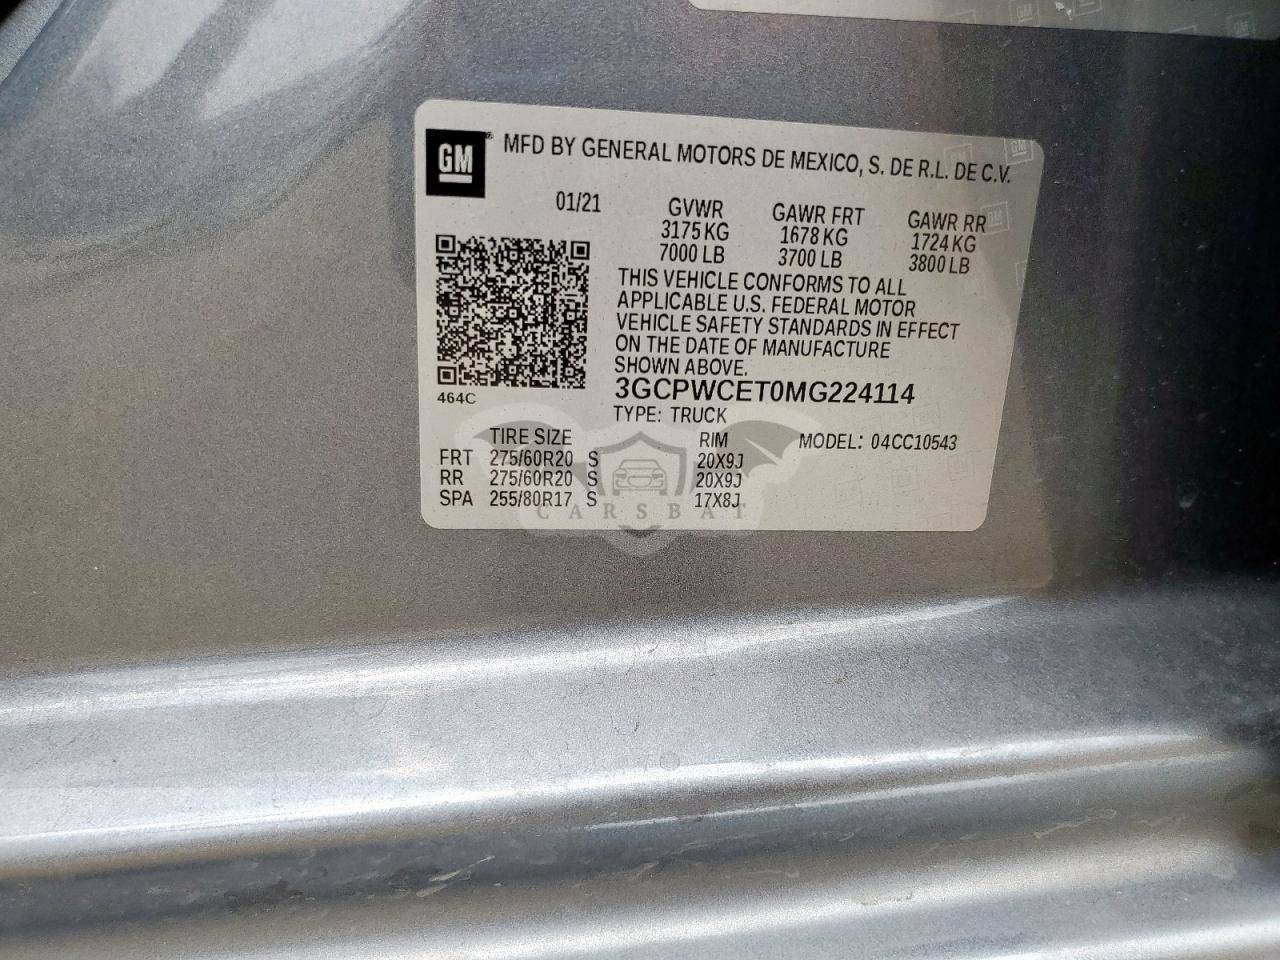 GM
MFD BY GENERAL MOTORS DE MEXICO, S. DE R.L. DE C.V.
01/21 GVWR GAWR FRT GAWR RR
3175 KG 1678 KG 1724 KG
7000 LB 3700 LB 3800 LB
THIS VEHICLE CONFORMS TO ALL
APPLICABLE U.S. FEDERAL MOTOR
VEHICLE SAFETY STANDARDS IN EFFECT
ON THE DATE OF MANUFACTURE
SHOWN ABOVE.
464C
3GCPWCET0MG224114
TYPE: TRUCK
TIRE SIZE RIM MODEL: 04CC10543
FRT 275/60R20 S 20X9J
RR 275/60R20 S 20X9J
SPA 255/80R17 S 17X8J
CARSBAT